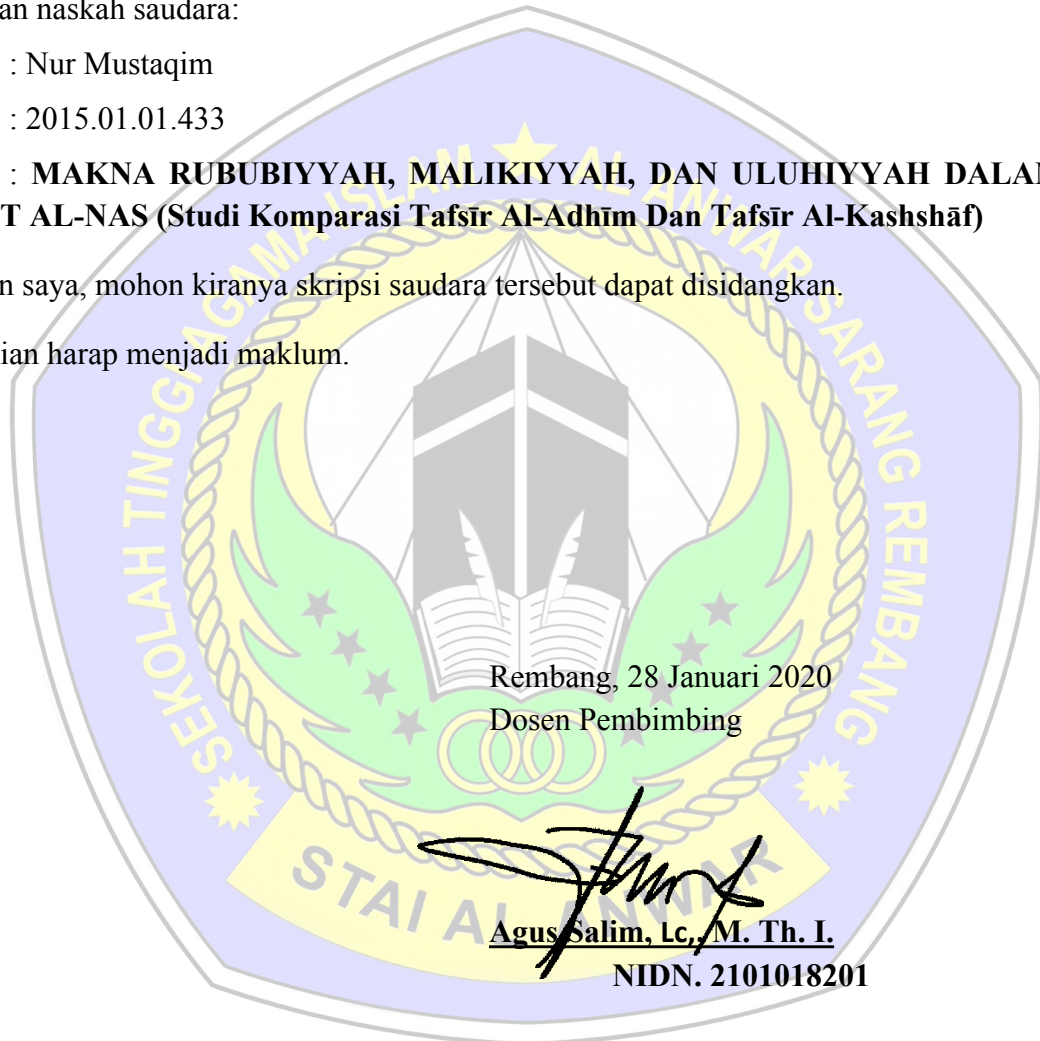 an naskah saudara:
: Nur Mustaqim
: 2015.01.01.433
: MAKNA RUBUBIYYAH, MALIKIYYAH, DAN ULUHIYYAH DALAM
T AL-NAS (Studi Komparasi Tafsīr Al-Adhīm Dan Tafsīr Al-Kashshāf)
n saya, mohon kiranya skripsi saudara tersebut dapat disidangkan.
ian harap menjadi maklum.
SEKOLAH TINGGI AGAMA ISLAM AL ANWAR SARANG REMBANG
Rembang, 28 Januari 2020
Dosen Pembimbing
STAI AL ANWAR
Agus Salim, Lc,, M. Th. I.
NIDN. 2101018201